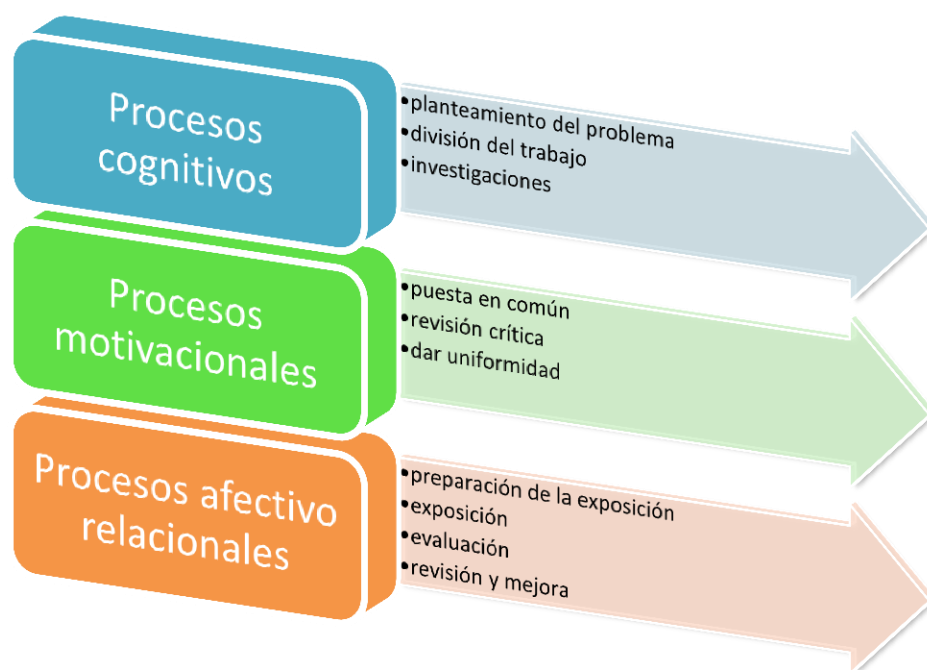 Procesos
cognitivos
•planteamiento del problema
•división del trabajo
•investigaciones
Procesos
motivacionales
•puesta en común
•revisión crítica
•dar uniformidad
Procesos afectivo
relacionales
•preparación de la exposición
•exposición
•evaluación
•revisión y mejora